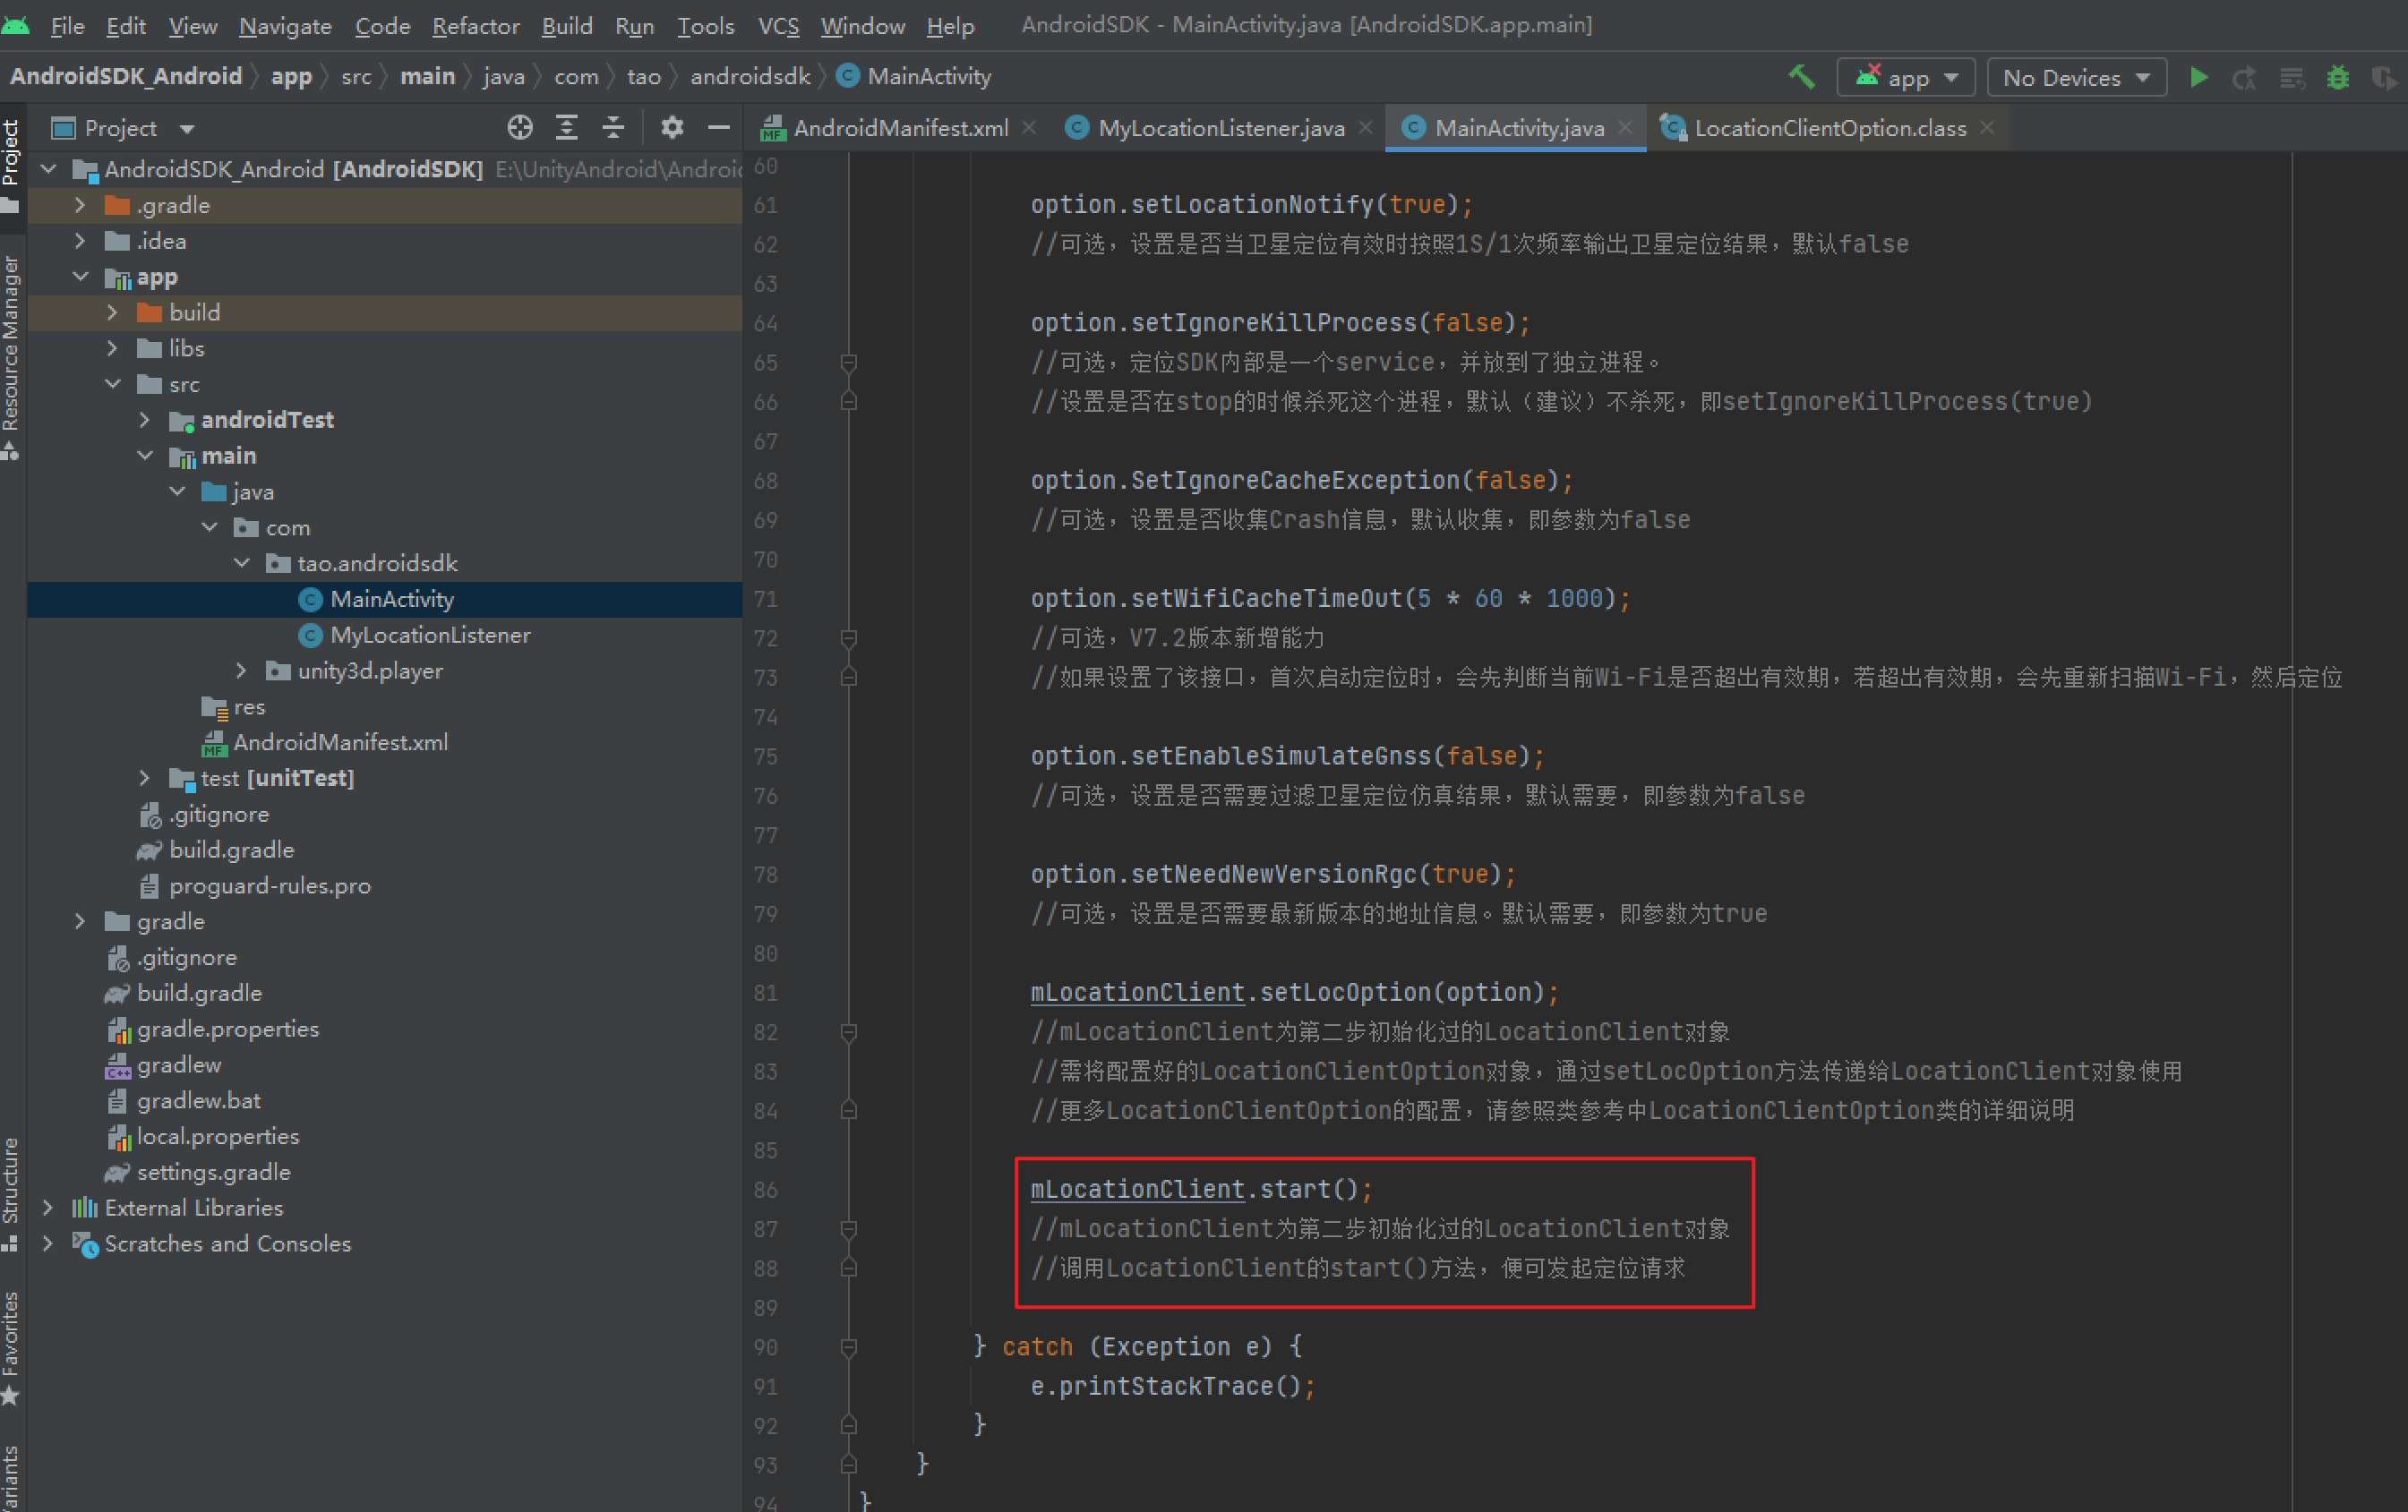 File Edit View Navigate Code Refactor Build Run Tools VCS Window Help AndroidSDK - MainActivity.java [AndroidSDK.app.main]
AndroidSDK_Android app src main java com tao androidsdk MainActivity app No Devices
Project
AndroidManifest.xml MyLocationListener.java MainActivity.java LocationClientOption.class
Project
Resource Manager
Structure
Favorites
AndroidSDK_Android [AndroidSDK] E:\UnityAndroid\Androi
.gradle
.idea
app
build
libs
src
androidTest
main
java
com
tao.androidsdk
MainActivity
MyLocationListener
unity3d.player
res
AndroidManifest.xml
test [unitTest]
.gitignore
build.gradle
proguard-rules.pro
gradle
.gitignore
build.gradle
gradle.properties
gradlew
gradlew.bat
local.properties
settings.gradle
External Libraries
Scratches and Consoles
60
61 option.setLocationNotify(true);
62 //可选，设置是否当卫星定位有效时按照1S/1次频率输出卫星定位结果，默认false
63
64 option.setIgnoreKillProcess(false);
65 //可选，定位SDK内部是一个service，并放到了独立进程。
66 //设置是否在stop的时候杀死这个进程，默认（建议）不杀死，即setIgnoreKillProcess(true)
67
68 option.SetIgnoreCacheException(false);
69 //可选，设置是否收集Crash信息，默认收集，即参数为false
70
71 option.setWifiCacheTimeOut(5 * 60 * 1000);
72 //可选，V7.2版本新增能力
73 //如果设置了该接口，首次启动定位时，会先判断当前Wi-Fi是否超出有效期，若超出有效期，会先重新扫描Wi-Fi，然后定位
74
75 option.setEnableSimulateGnss(false);
76 //可选，设置是否需要过滤卫星定位仿真结果，默认需要，即参数为false
77
78 option.setNeedNewVersionRgc(true);
79 //可选，设置是否需要最新版本的地址信息。默认需要，即参数为true
80
81 mLocationClient.setLocOption(option);
82 //mLocationClient为第二步初始化过的LocationClient对象
83 //需将配置好的LocationClientOption对象，通过setLocOption方法传递给LocationClient对象使用
84 //更多LocationClientOption的配置，请参照类参考中LocationClientOption类的详细说明
85
86 mLocationClient.start();
87 //mLocationClient为第二步初始化过的LocationClient对象
88 //调用LocationClient的start()方法，便可发起定位请求
89
90 } catch (Exception e) {
91 e.printStackTrace();
92 }
93 }
94 }